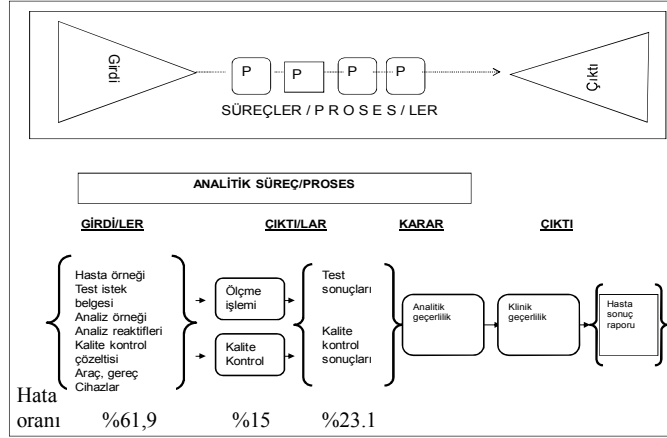 Girdi
P
P
P
P
Çıktı
SÜREÇLER / P R O S E S / LER
ANALİTİK SÜREÇ/PROSES
GİRDİ/LER
ÇIKTI/LAR
KARAR
ÇIKTI
Hasta örneği
Test istek
belgesi
Analiz örneği
Analiz reaktifleri
Kalite kontrol
çözeltisi
Araç, gereç
Cihazlar
Ölçme
işlemi
Kalite
Kontrol
Test
sonuçları
Kalite
kontrol
sonuçları
Analitik
geçerlilik
Klinik
geçerlilik
Hasta
sonuç
raporu
Hata
oranı %61,9 %15 %23.1